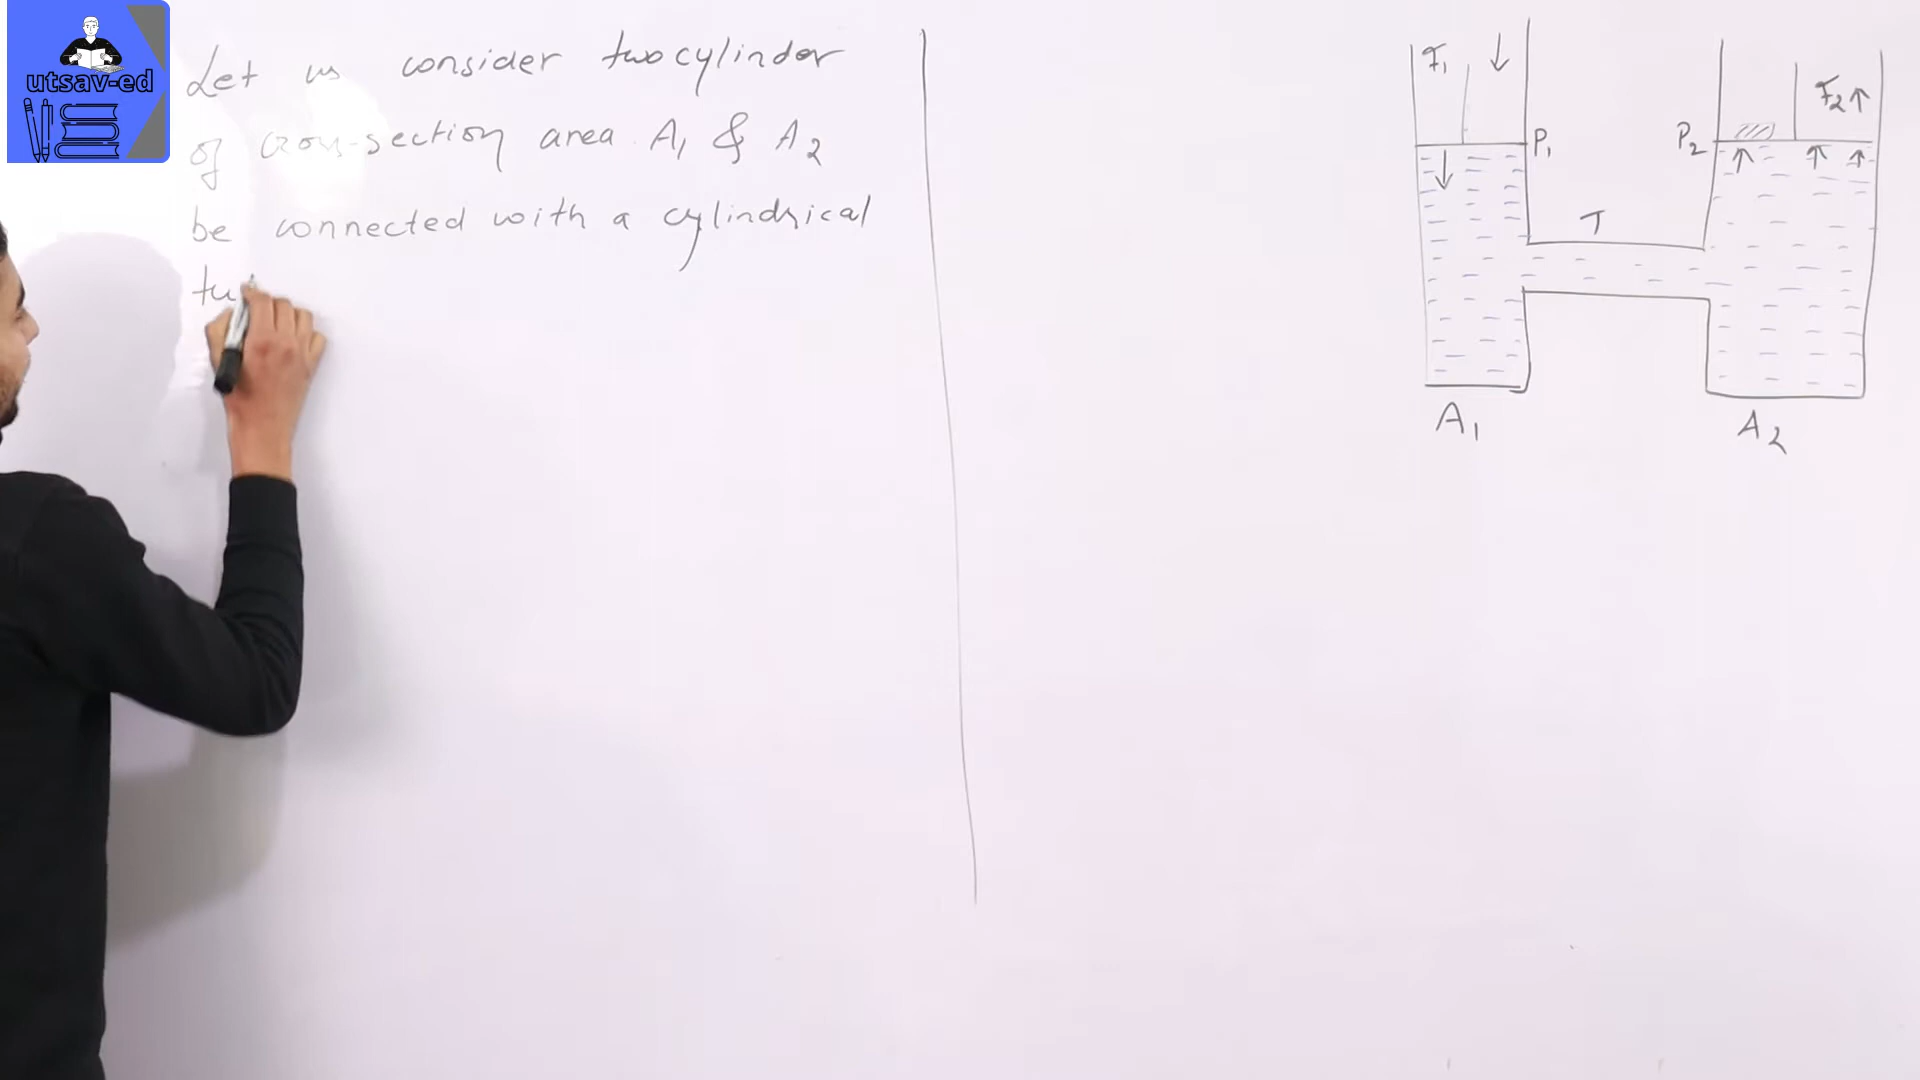 utsav-ed
Let us consider two cylinder
of cross-section area A1 & A2
be connected with a cylindrical
tu
F1
P1
P2
F2
T
A1
A2